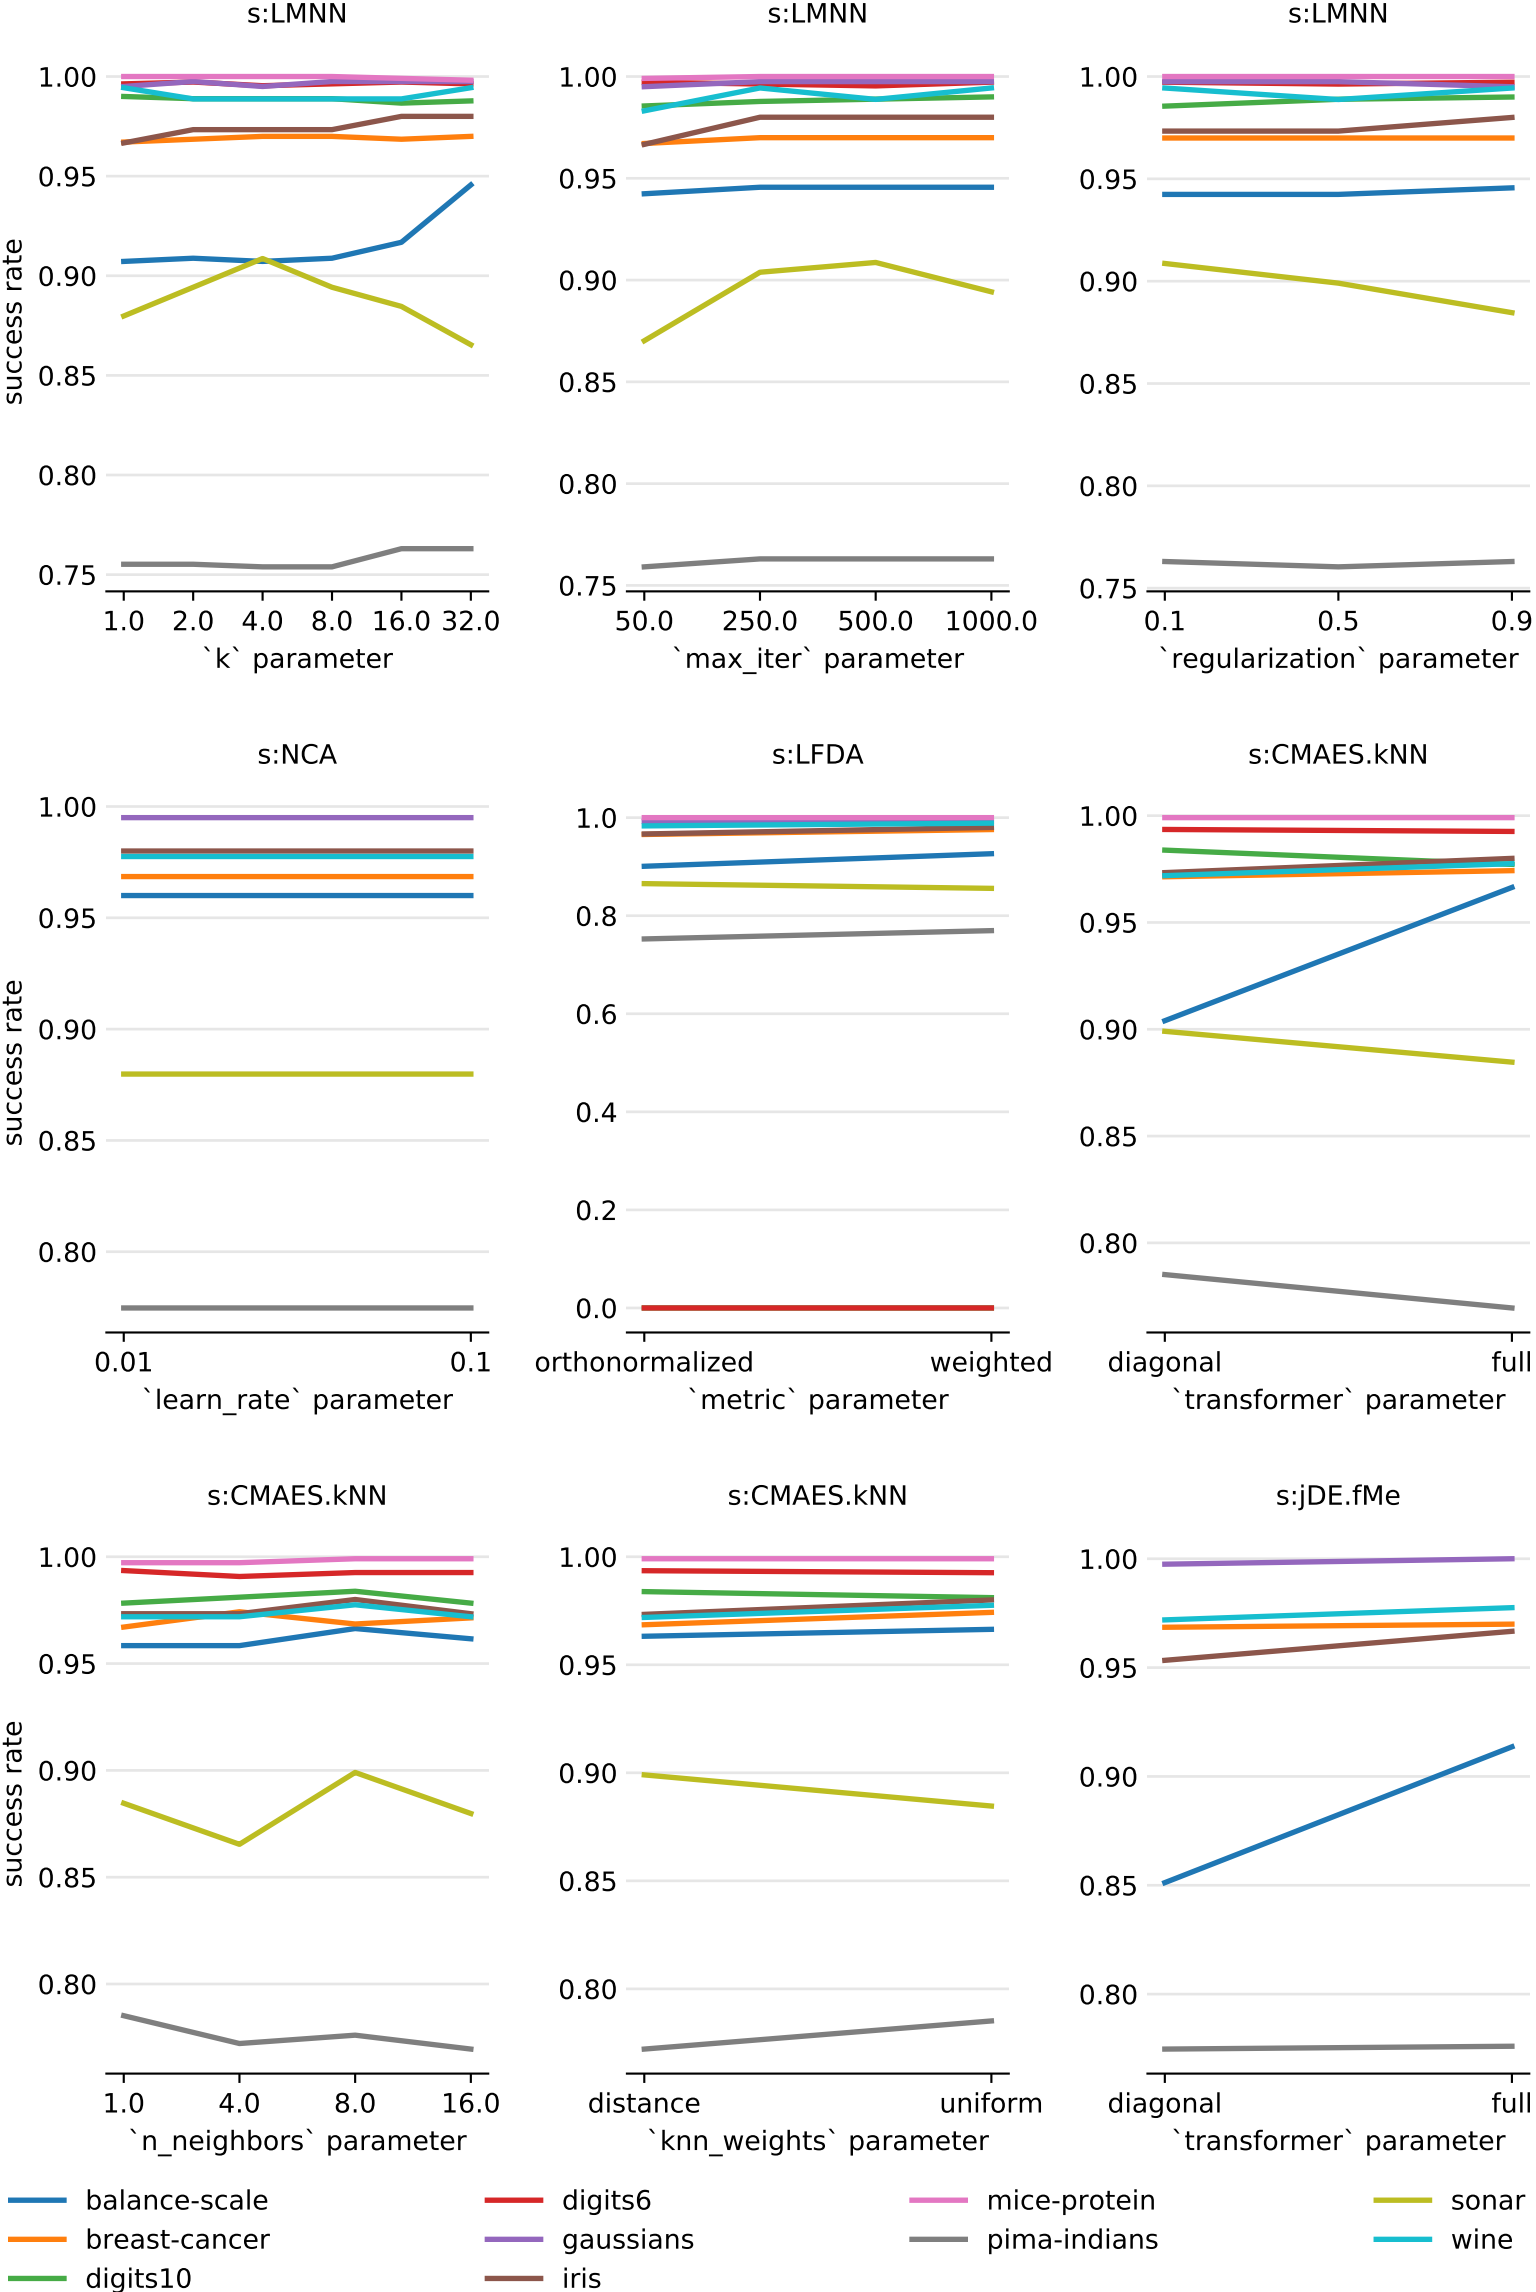 s:LMNN
1.00
0.95
0.90
0.85
0.80
0.75
success rate
1.0 2.0 4.0 8.0 16.0 32.0
`k` parameter
s:LMNN
1.00
0.95
0.90
0.85
0.80
0.75
50.0 250.0 500.0 1000.0
`max_iter` parameter
s:LMNN
1.00
0.95
0.90
0.85
0.80
0.75
0.1 0.5 0.9
`regularization` parameter
s:NCA
1.00
0.95
0.90
0.85
0.80
success rate
0.01 0.1
`learn_rate` parameter
s:LFDA
1.0
0.8
0.6
0.4
0.2
0.0
orthonormalized weighted
`metric` parameter
s:CMAES.kNN
1.00
0.95
0.90
0.85
0.80
diagonal full
`transformer` parameter
s:CMAES.kNN
1.00
0.95
0.90
0.85
0.80
success rate
1.0 4.0 8.0 16.0
`n_neighbors` parameter
s:CMAES.kNN
1.00
0.95
0.90
0.85
0.80
distance uniform
`knn_weights` parameter
s:jDE.fMe
1.00
0.95
0.90
0.85
0.80
diagonal full
`transformer` parameter
balance-scale
breast-cancer
digits10
digits6
gaussians
iris
mice-protein
pima-indians
sonar
wine